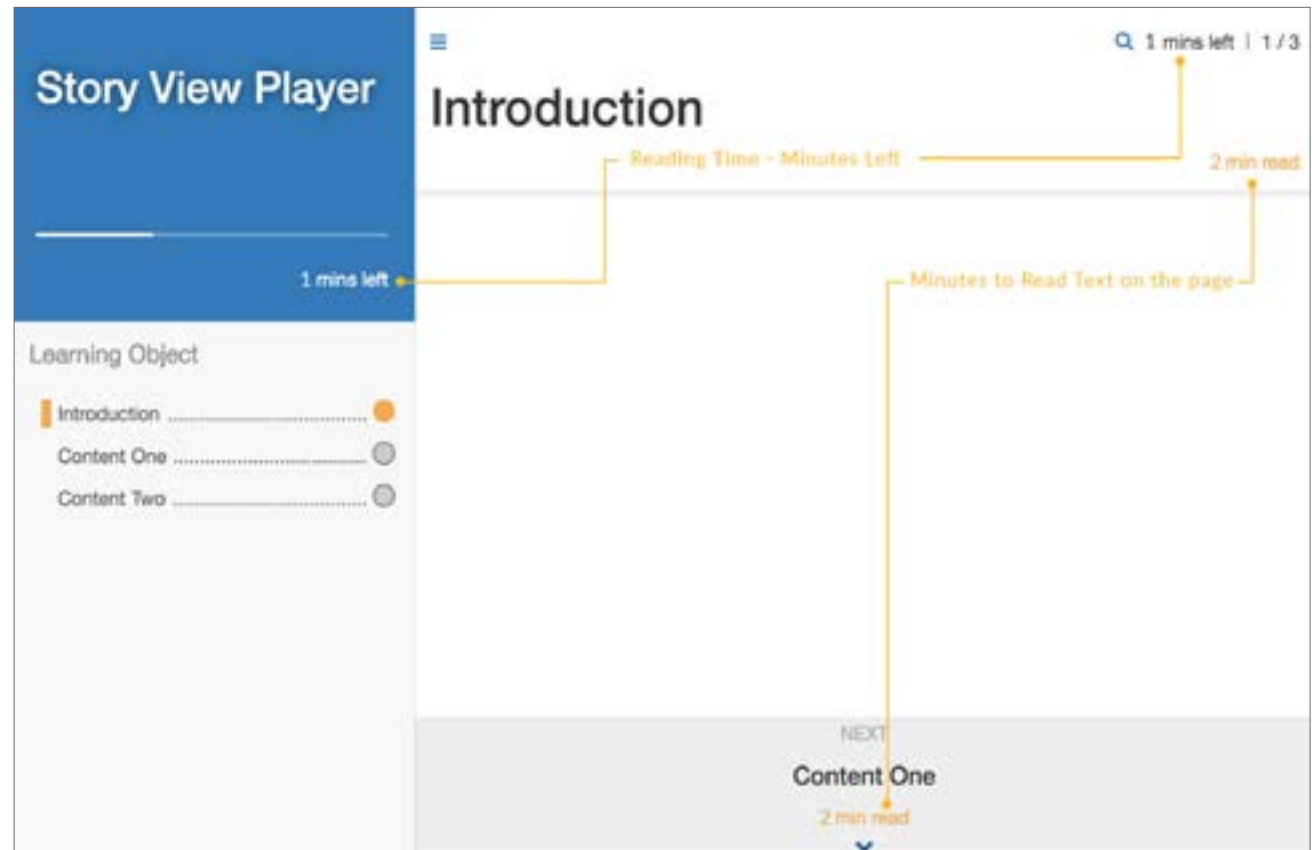 Story View Player
1 mins left
Learning Object
Introduction ........................................
Content One ........................................
Content Two ........................................
1 mins left | 1 / 3
Introduction
Reading Time - Minutes Left
2 min read
Minutes to Read Text on the page
NEXT
Content One
2 min read